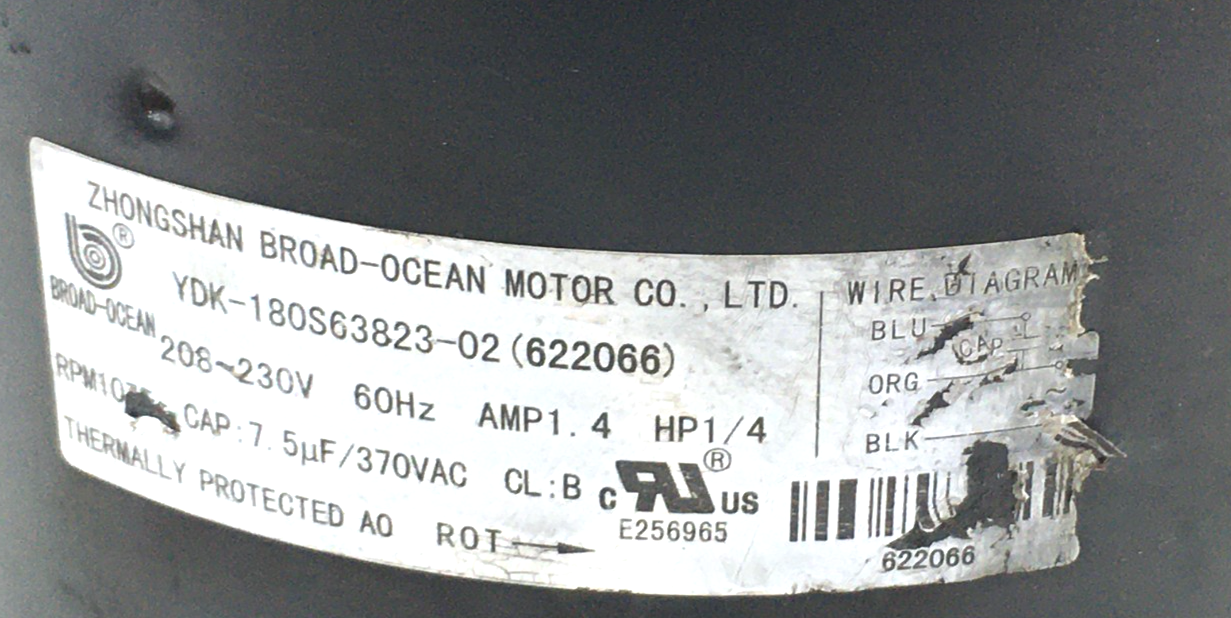 ZHONGSHAN BROAD-OCEAN MOTOR CO., LTD.
®
BROAD-OCEAN
YDK-180S63823-02(622066)
208~230V 60Hz AMP1.4 HP1/4
CAP:7.5μF/370VAC CL:B
THERMALLY PROTECTED AO ROT→
c RU US ®
E256965
WIRE DIAGRAM
BLU
CAP
ORG
BLK
622066